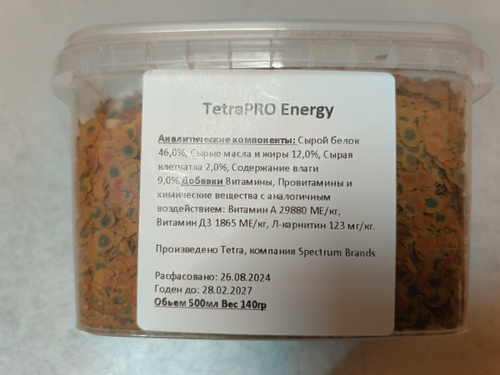 TetraPRO Energy
Аналитические компоненты: Сырой белок
46,0%, Сырые масла и жиры 12,0%, Сырая
клетчатка 2,0%, Содержание влаги
9,0%.Добавки Витамины, Провитамины и
химические вещества с аналогичным
воздействием: Витамин А 29880 МЕ/кг,
Витамин Д3 1865 МЕ/кг, Л-карнитин 123 мг/кг.
Произведено Tetra, компания Spectrum Brands
Расфасовано: 26.08.2024
Годен до: 28.02.2027
Обьем 500мл Вес 140гр